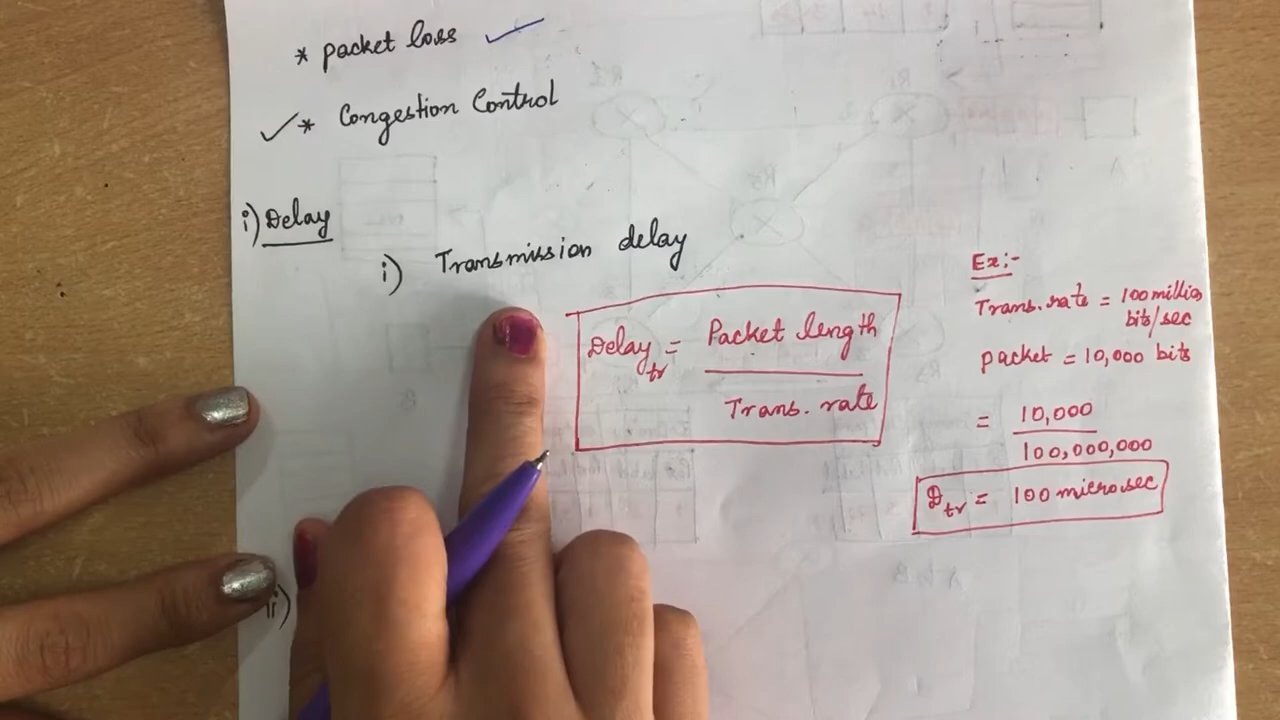 * packet loss ✓
✓ * Congestion Control
i) Delay
i) Transmission delay
Delay tr = Packet length
Trans. rate
Ex:-
Trans. rate = 100 million
bits/sec
packet = 10,000 bits
= 10,000
100,000,000
Dtr = 100 microsec
ii)